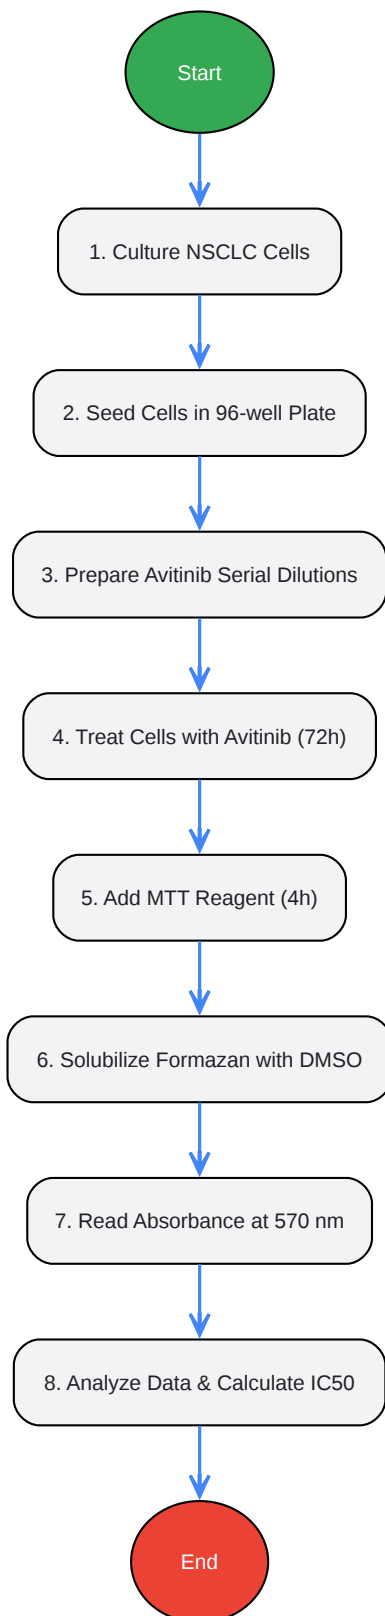 Start
1. Culture NSCLC Cells
2. Seed Cells in 96-well Plate
3. Prepare Avitinib Serial Dilutions
4. Treat Cells with Avitinib (72h)
5. Add MTT Reagent (4h)
6. Solubilize Formazan with DMSO
7. Read Absorbance at 570 nm
8. Analyze Data & Calculate IC50
End